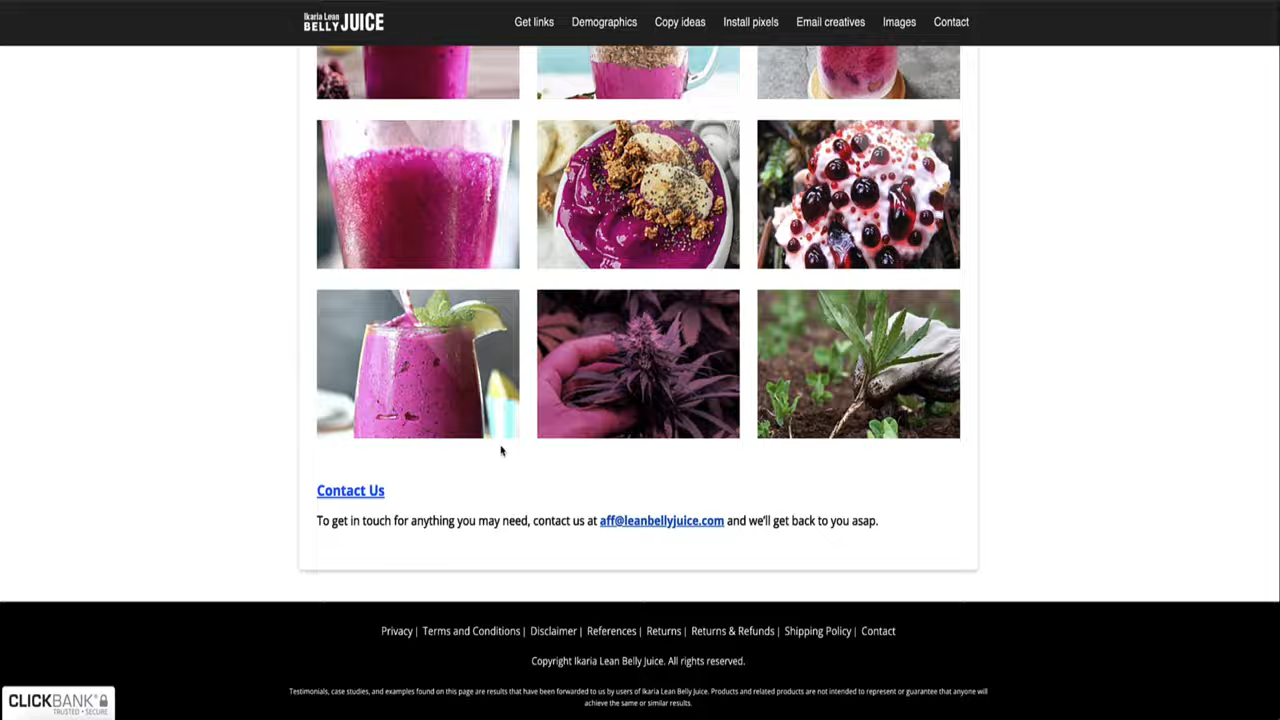 Ikaria Lean
BELLY JUICE
Get links Demographics Copy ideas Install pixels Email creatives Images Contact
Contact Us
To get in touch for anything you may need, contact us at aff@leanbellyjuice.com and we'll get back to you asap.
Privacy | Terms and Conditions | Disclaimer | References | Returns | Returns & Refunds | Shipping Policy | Contact
Copyright Ikaria Lean Belly Juice. All rights reserved.
Testimonials, case studies, and examples found on this page are results that have been forwarded to us by users of Ikaria Lean Belly Juice. Products and related products are not intended to represent or guarantee that anyone will
achieve the same or similar results.
CLICKBANK®
TRUSTED • SECURE